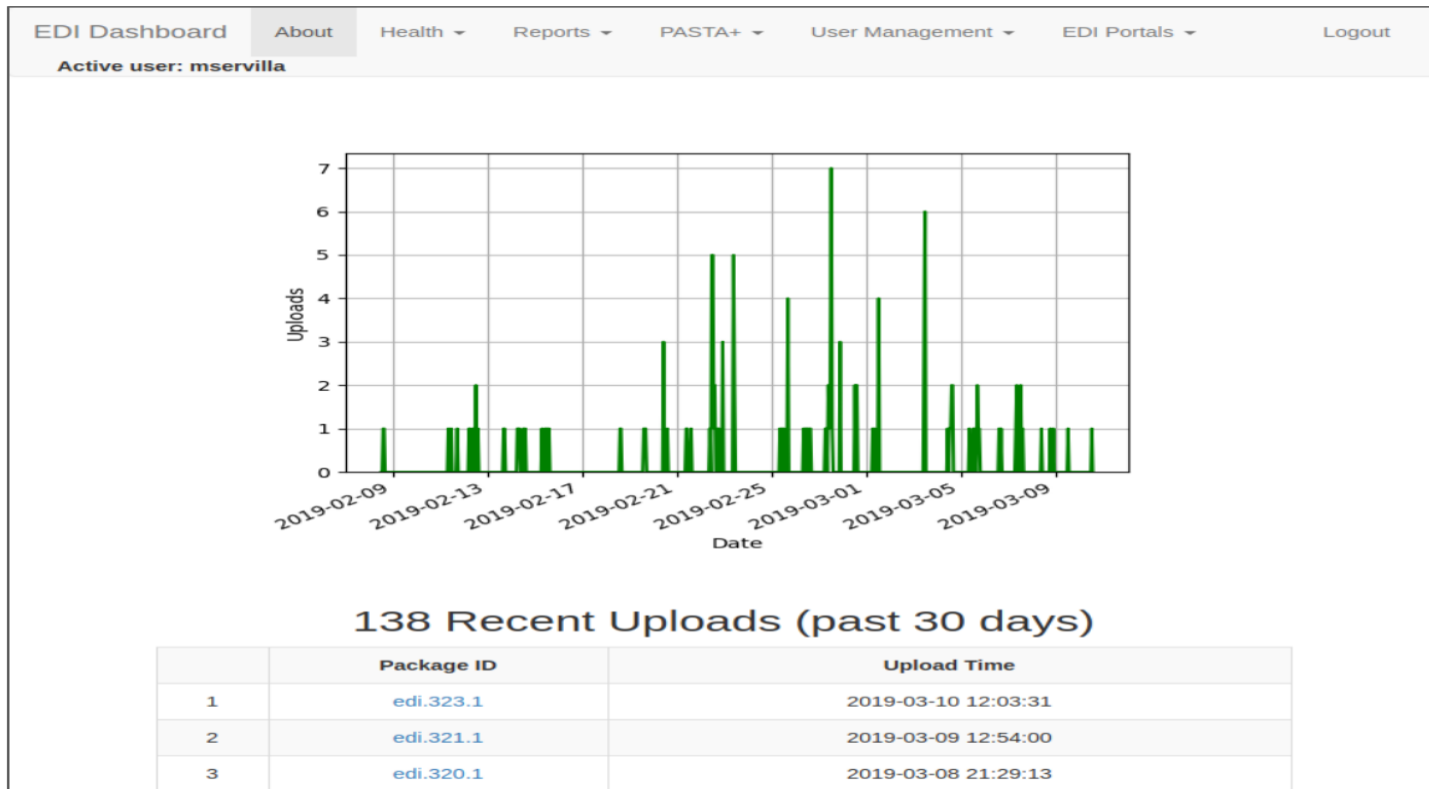 EDI Dashboard About Health Reports PASTA+ User Management EDI Portals Logout
Active user: mservilla
7
6
5
4
3
2
1
0
Uploads
2019-02-09 2019-02-13 2019-02-17 2019-02-21 2019-02-25 2019-03-01 2019-03-05 2019-03-09
Date
138 Recent Uploads (past 30 days)
Package ID Upload Time
1 edi.323.1 2019-03-10 12:03:31
2 edi.321.1 2019-03-09 12:54:00
3 edi.320.1 2019-03-08 21:29:13